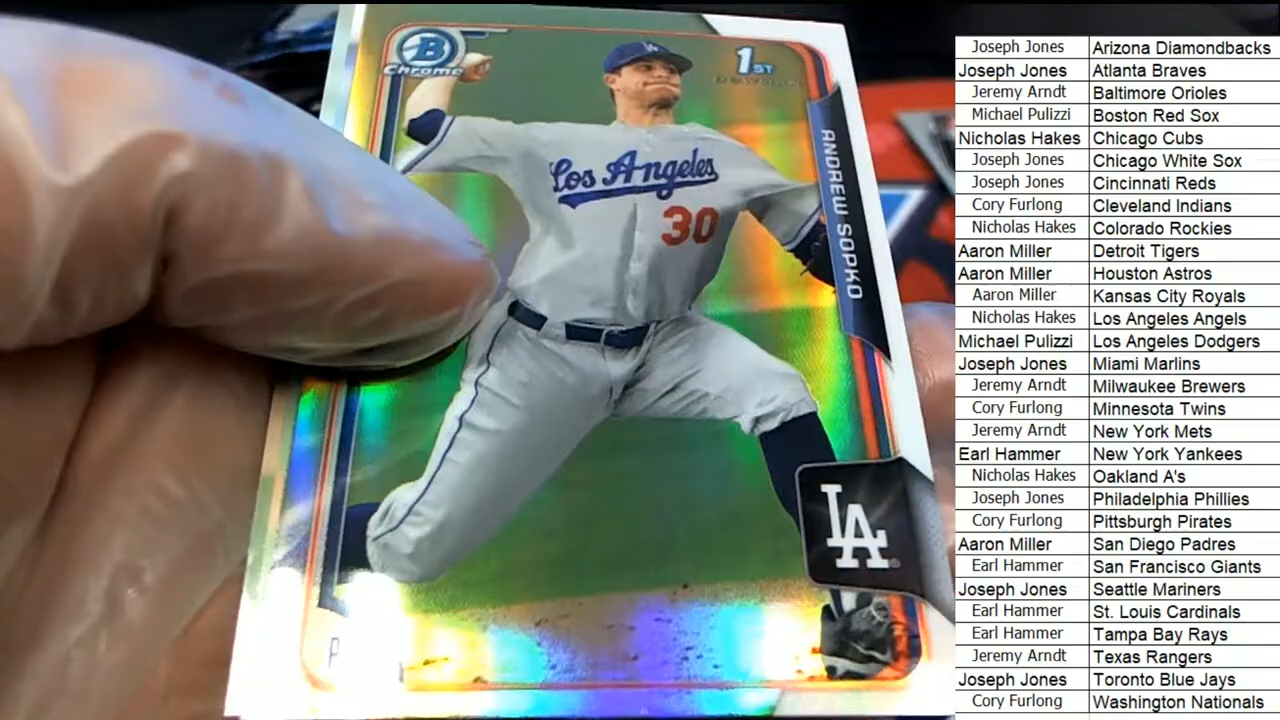 B
Chrome
1ST
BOWMAN
ANDREW SOPKO
Los Angeles
30
LA
LA
P
Joseph Jones Arizona Diamondbacks
Joseph Jones Atlanta Braves
Jeremy Arndt Baltimore Orioles
Michael Pulizzi Boston Red Sox
Nicholas Hakes Chicago Cubs
Joseph Jones Chicago White Sox
Joseph Jones Cincinnati Reds
Cory Furlong Cleveland Indians
Nicholas Hakes Colorado Rockies
Aaron Miller Detroit Tigers
Aaron Miller Houston Astros
Aaron Miller Kansas City Royals
Nicholas Hakes Los Angeles Angels
Michael Pulizzi Los Angeles Dodgers
Joseph Jones Miami Marlins
Jeremy Arndt Milwaukee Brewers
Cory Furlong Minnesota Twins
Jeremy Arndt New York Mets
Earl Hammer New York Yankees
Nicholas Hakes Oakland A's
Joseph Jones Philadelphia Phillies
Cory Furlong Pittsburgh Pirates
Aaron Miller San Diego Padres
Earl Hammer San Francisco Giants
Joseph Jones Seattle Mariners
Earl Hammer St. Louis Cardinals
Earl Hammer Tampa Bay Rays
Jeremy Arndt Texas Rangers
Joseph Jones Toronto Blue Jays
Cory Furlong Washington Nationals